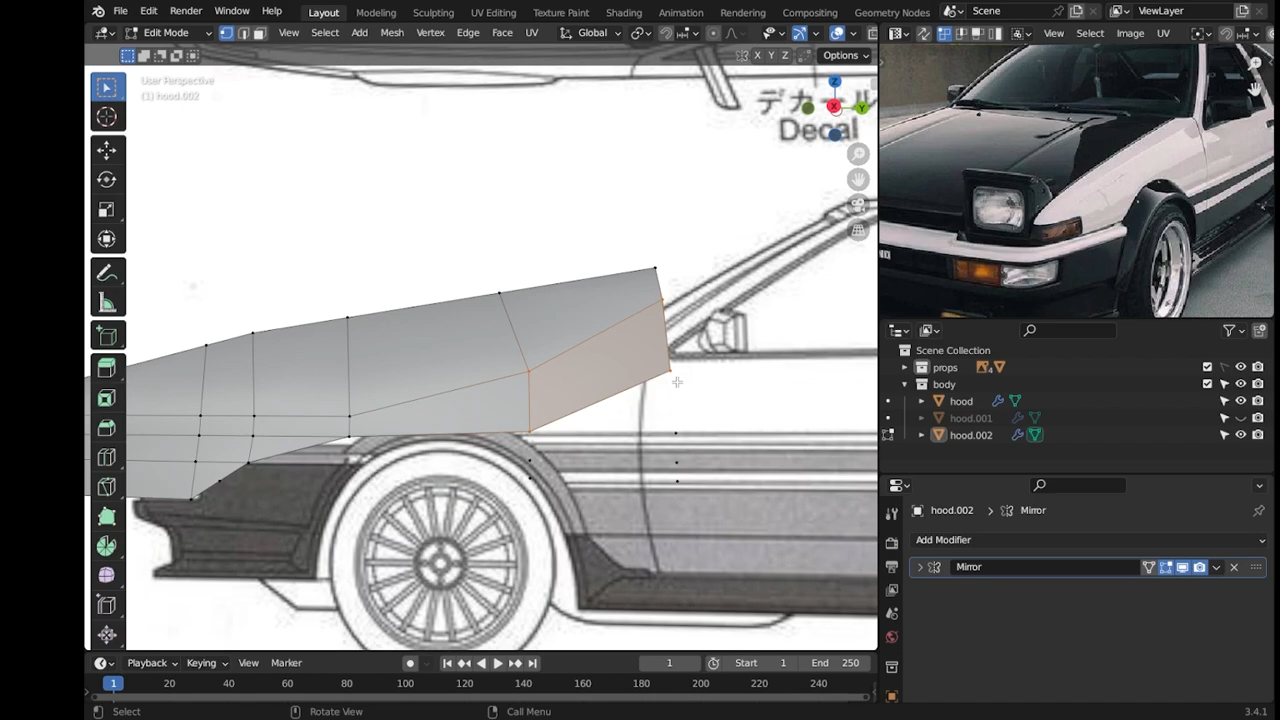 File Edit Render Window Help Layout Modeling Sculpting UV Editing Texture Paint Shading Animation Rendering Compositing Geometry Nodes Scene ViewLayer
Edit Mode View Select Add Mesh Vertex Edge Face UV Global View Select Image UV
X Y Z Options
User Perspective
(1) hood.002
Z
X Y
デカール
Decal
Scene Collection
props 4
body
hood
hood.001
hood.002
hood.002 Mirror
Add Modifier
Mirror
Playback Keying View Marker 1 Start 1 End 250
1 20 40 60 80 100 120 140 160 180 200 220 240
Select Rotate View Call Menu 3.4.1